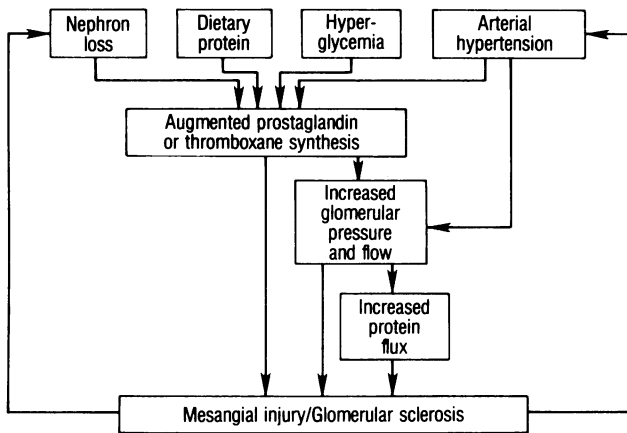 Nephron
loss
Dietary
protein
Hyper-
glycemia
Arterial
hypertension
Augmented prostaglandin
or thromboxane synthesis
Increased
glomerular
pressure
and flow
Increased
protein
flux
Mesangial injury/Glomerular sclerosis